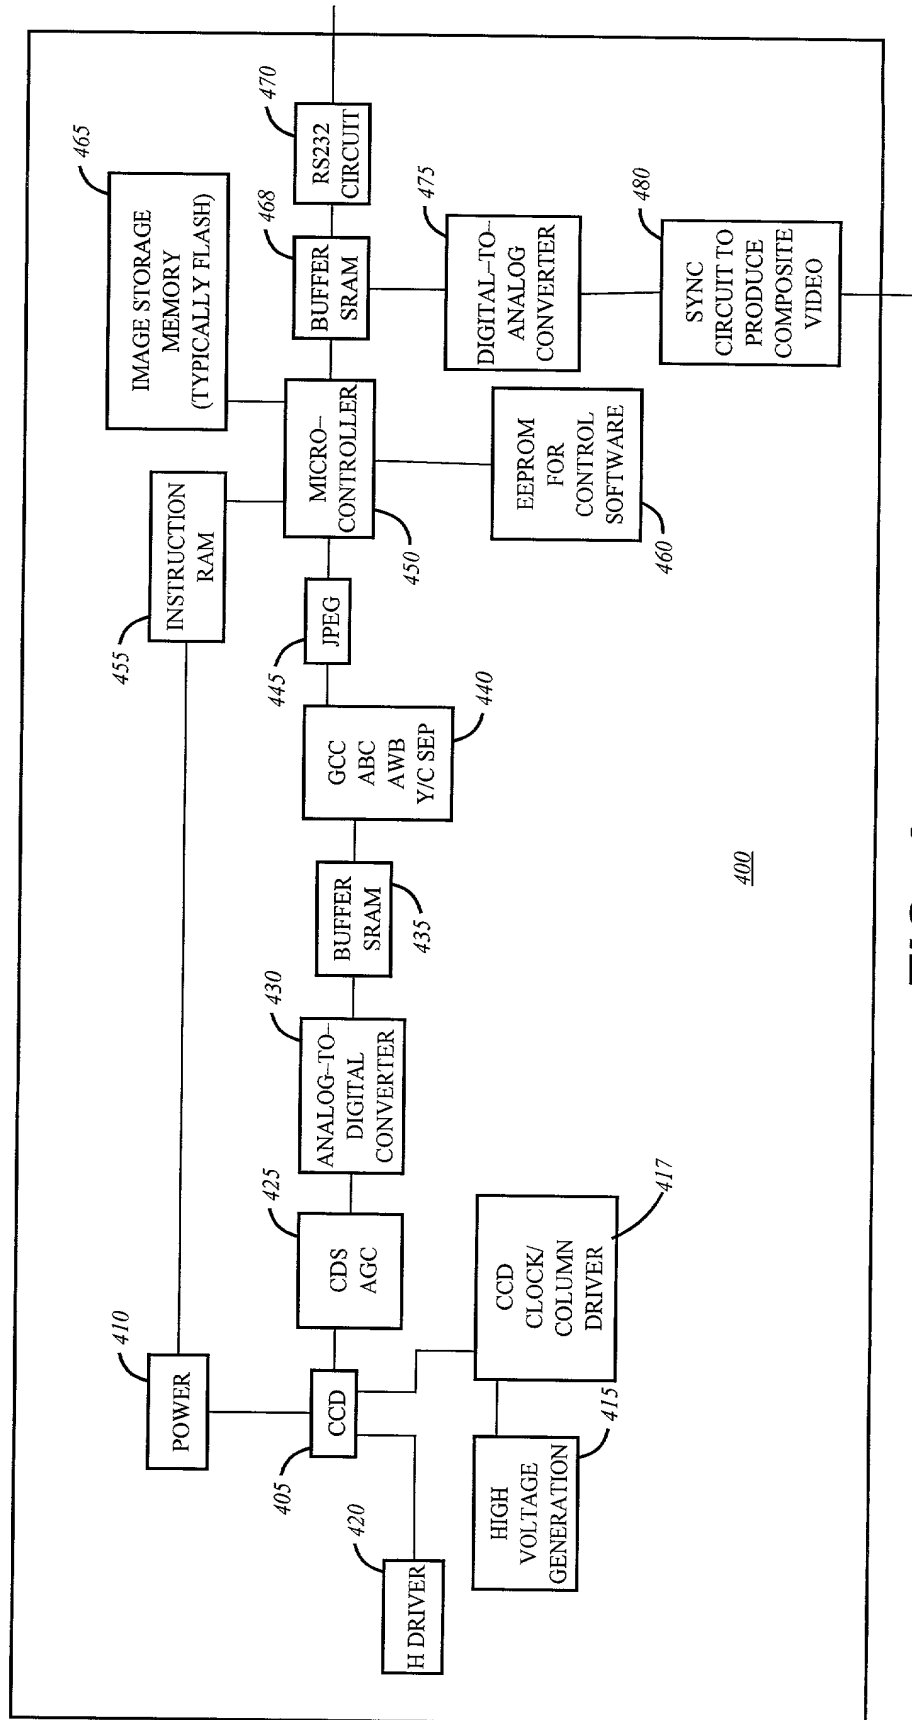 410
POWER
455
INSTRUCTION
RAM
465
IMAGE STORAGE
MEMORY
(TYPICALLY FLASH)
420
H DRIVER
405
CCD
425
CDS
AGC
430
ANALOG–TO–
DIGITAL
CONVERTER
BUFFER
SRAM
435
GCC
ABC
AWB
Y/C SEP
440
445
JPEG
MICRO–
CONTROLLER
450
468
BUFFER
SRAM
470
RS232
CIRCUIT
HIGH
VOLTAGE
GENERATION
415
CCD
CLOCK/
COLUMN
DRIVER
417
EEPROM
FOR
CONTROL
SOFTWARE
460
475
DIGITAL–TO–
ANALOG
CONVERTER
480
SYNC
CIRCUIT TO
PRODUCE
COMPOSITE
VIDEO
400